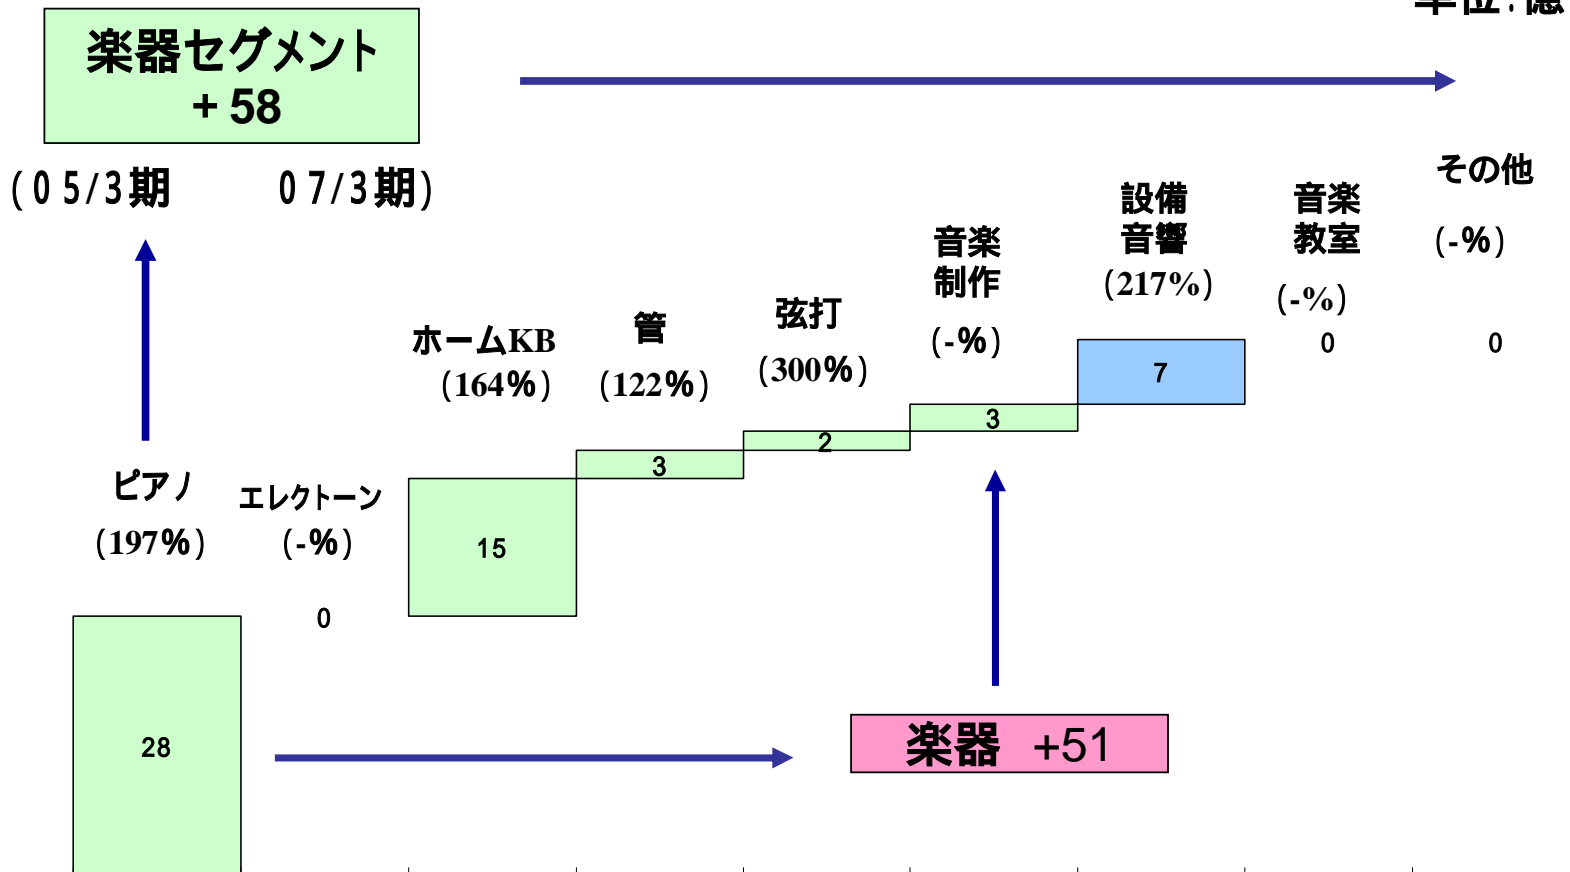 単位:億
楽器セグメント
+ 58
(05/3期 07/3期)
その他
(-%)
0
設備
音響
(217%)
7
音楽
教室
(-%)
0
音楽
制作
(-%)
3
弦打
(300%)
2
管
(122%)
3
ホームKB
(164%)
15
ピアノ
(197%)
28
エレクトーン
(-%)
0
楽器 +51